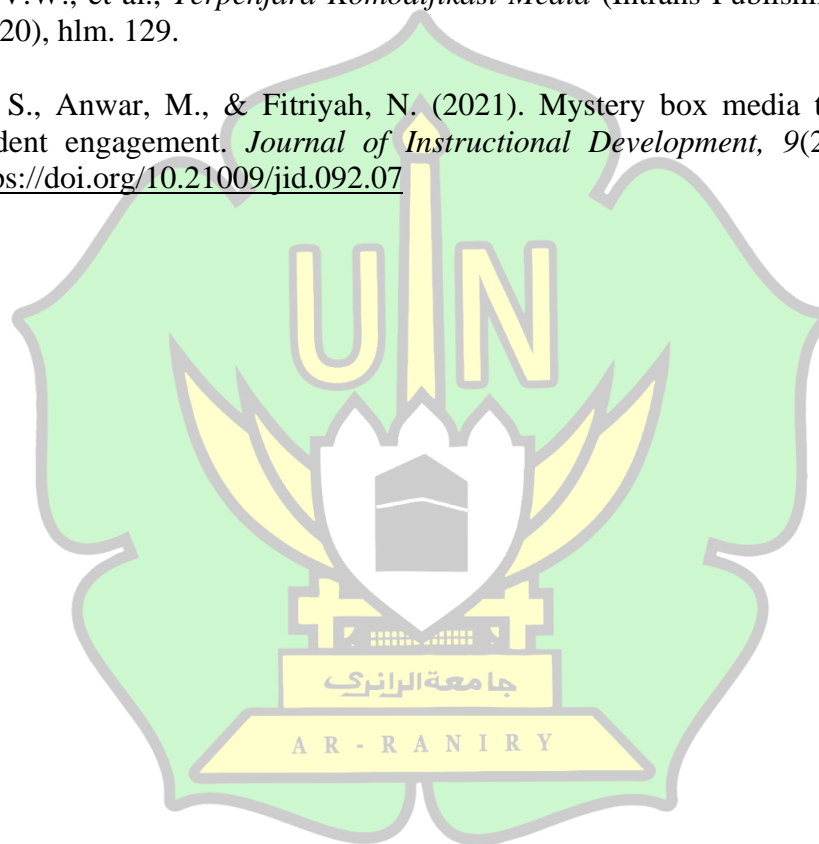 V.W., et al., Terpenjara Komodifikasi Media (Intrans Publishin
20), hlm. 129.
S., Anwar, M., & Fitriyah, N. (2021). Mystery box media t
dent engagement. Journal of Instructional Development, 9(2
ps://doi.org/10.21009/jid.092.07
UIN
جامعة الرانري
AR-RANIRY